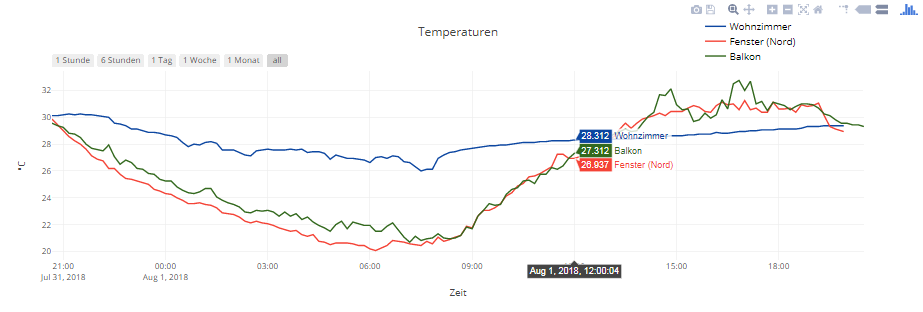 Temperaturen
Wohnzimmer
Fenster (Nord)
Balkon
1 Stunde 6 Stunden 1 Tag 1 Woche 1 Monat all
32
30
28
26
24
22
20
°C
28.312 Wohnzimmer
27.312 Balkon
26.937 Fenster (Nord)
21:00 00:00 03:00 06:00 09:00 15:00 18:00
Jul 31, 2018 Aug 1, 2018
Aug 1, 2018, 12:00:04
Zeit